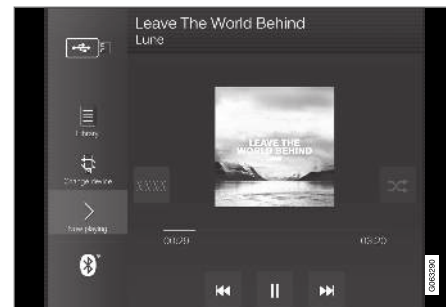 Leave The World Behind
Lune
Library
LEAVE THE
WORLD BEHIND
Change device
XXXX
Now playing
00:29
03:20
G063290